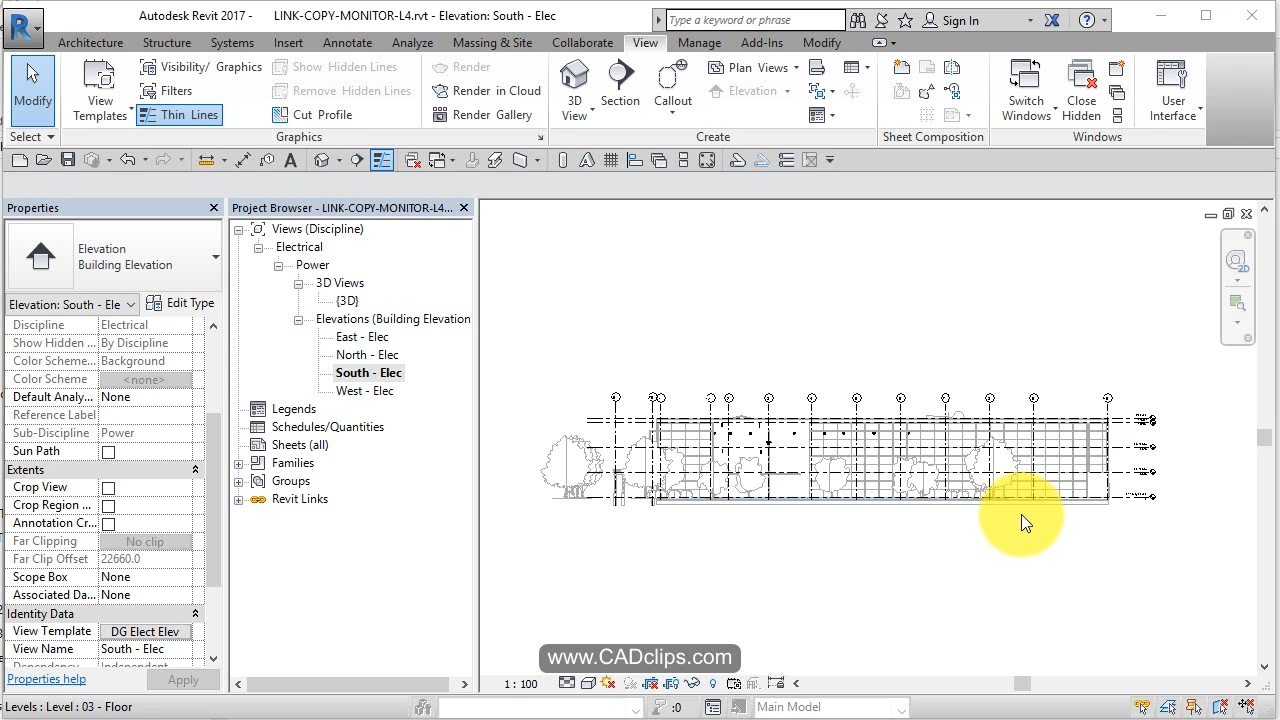 Autodesk Revit 2017 - LINK-COPY-MONITOR-L4.rvt - Elevation: South - Elec
Type a keyword or phrase
Sign In
Architecture Structure Systems Insert Annotate Analyze Massing & Site Collaborate View Manage Add-Ins Modify
Modify
Select
View
Templates
Visibility/ Graphics
Filters
Thin Lines
Show Hidden Lines
Remove Hidden Lines
Cut Profile
Graphics
Render
Render in Cloud
Render Gallery
3D
View
Section
Callout
Plan Views
Elevation
Create
Sheet Composition
Switch
Windows
Close
Hidden
Windows
User
Interface
Properties
Elevation
Building Elevation
Elevation: South - Ele
Edit Type
Discipline Electrical
Show Hidden ... By Discipline
Color Scheme... Background
Color Scheme <none>
Default Analy... None
Reference Label
Sub-Discipline Power
Sun Path
Extents
Crop View
Crop Region ...
Annotation Cr...
Far Clipping No clip
Far Clip Offset 22660.0
Scope Box None
Associated Da... None
Identity Data
View Template DG Elect Elev
View Name South - Elec
Dependency Independent
Properties help
Apply
Project Browser - LINK-COPY-MONITOR-L4...
Views (Discipline)
Electrical
Power
3D Views
{3D}
Elevations (Building Elevation
East - Elec
North - Elec
South - Elec
West - Elec
Legends
Schedules/Quantities
Sheets (all)
Families
Groups
Revit Links
2D
www.CADclips.com
1 : 100
Levels : Level : 03 - Floor
:0
Main Model